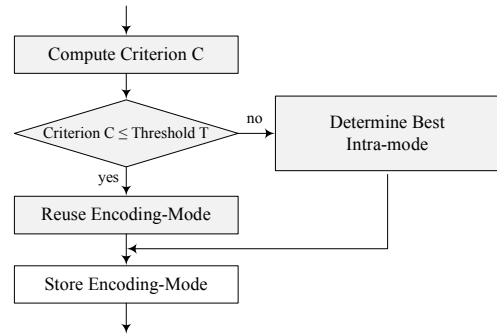 Compute Criterion C
Criterion C ≤ Threshold T
no
Determine Best
Intra-mode
yes
Reuse Encoding-Mode
Store Encoding-Mode